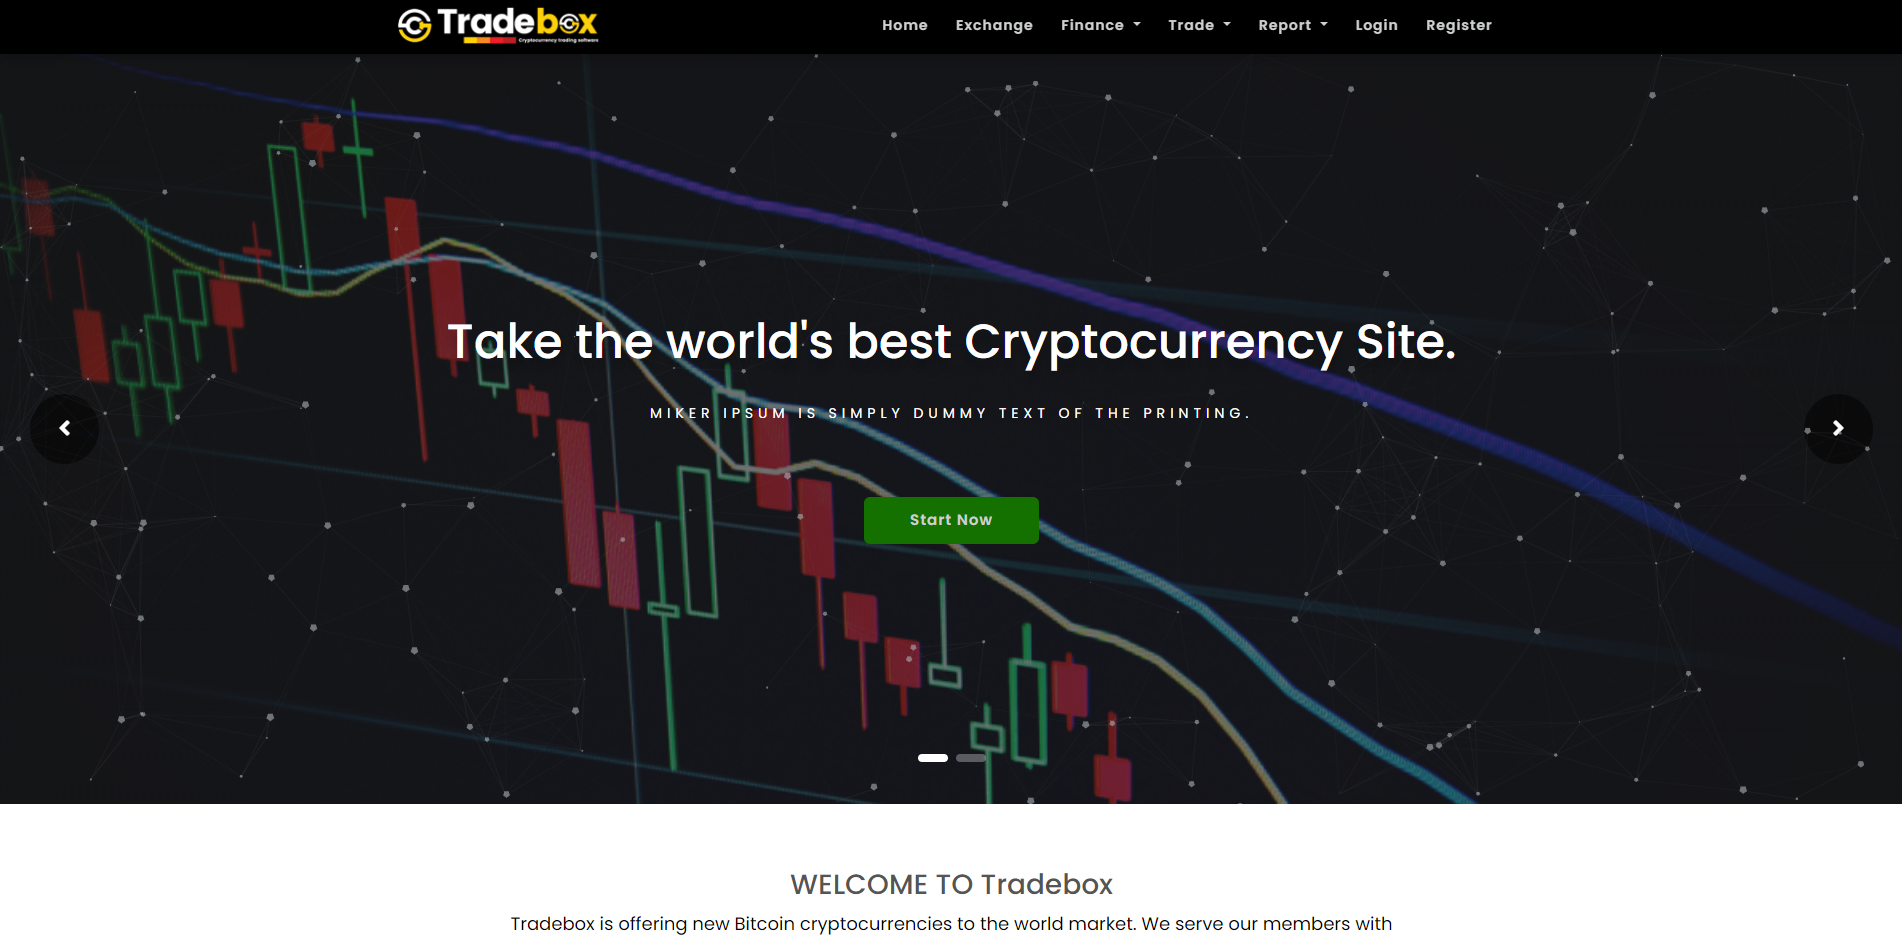 Tradebox
Cryptocurrency trading software
Home Exchange Finance Trade Report Login Register
Take the world's best Cryptocurrency Site.
MIKER IPSUM IS SIMPLY DUMMY TEXT OF THE PRINTING.
Start Now
WELCOME TO Tradebox
Tradebox is offering new Bitcoin cryptocurrencies to the world market. We serve our members with